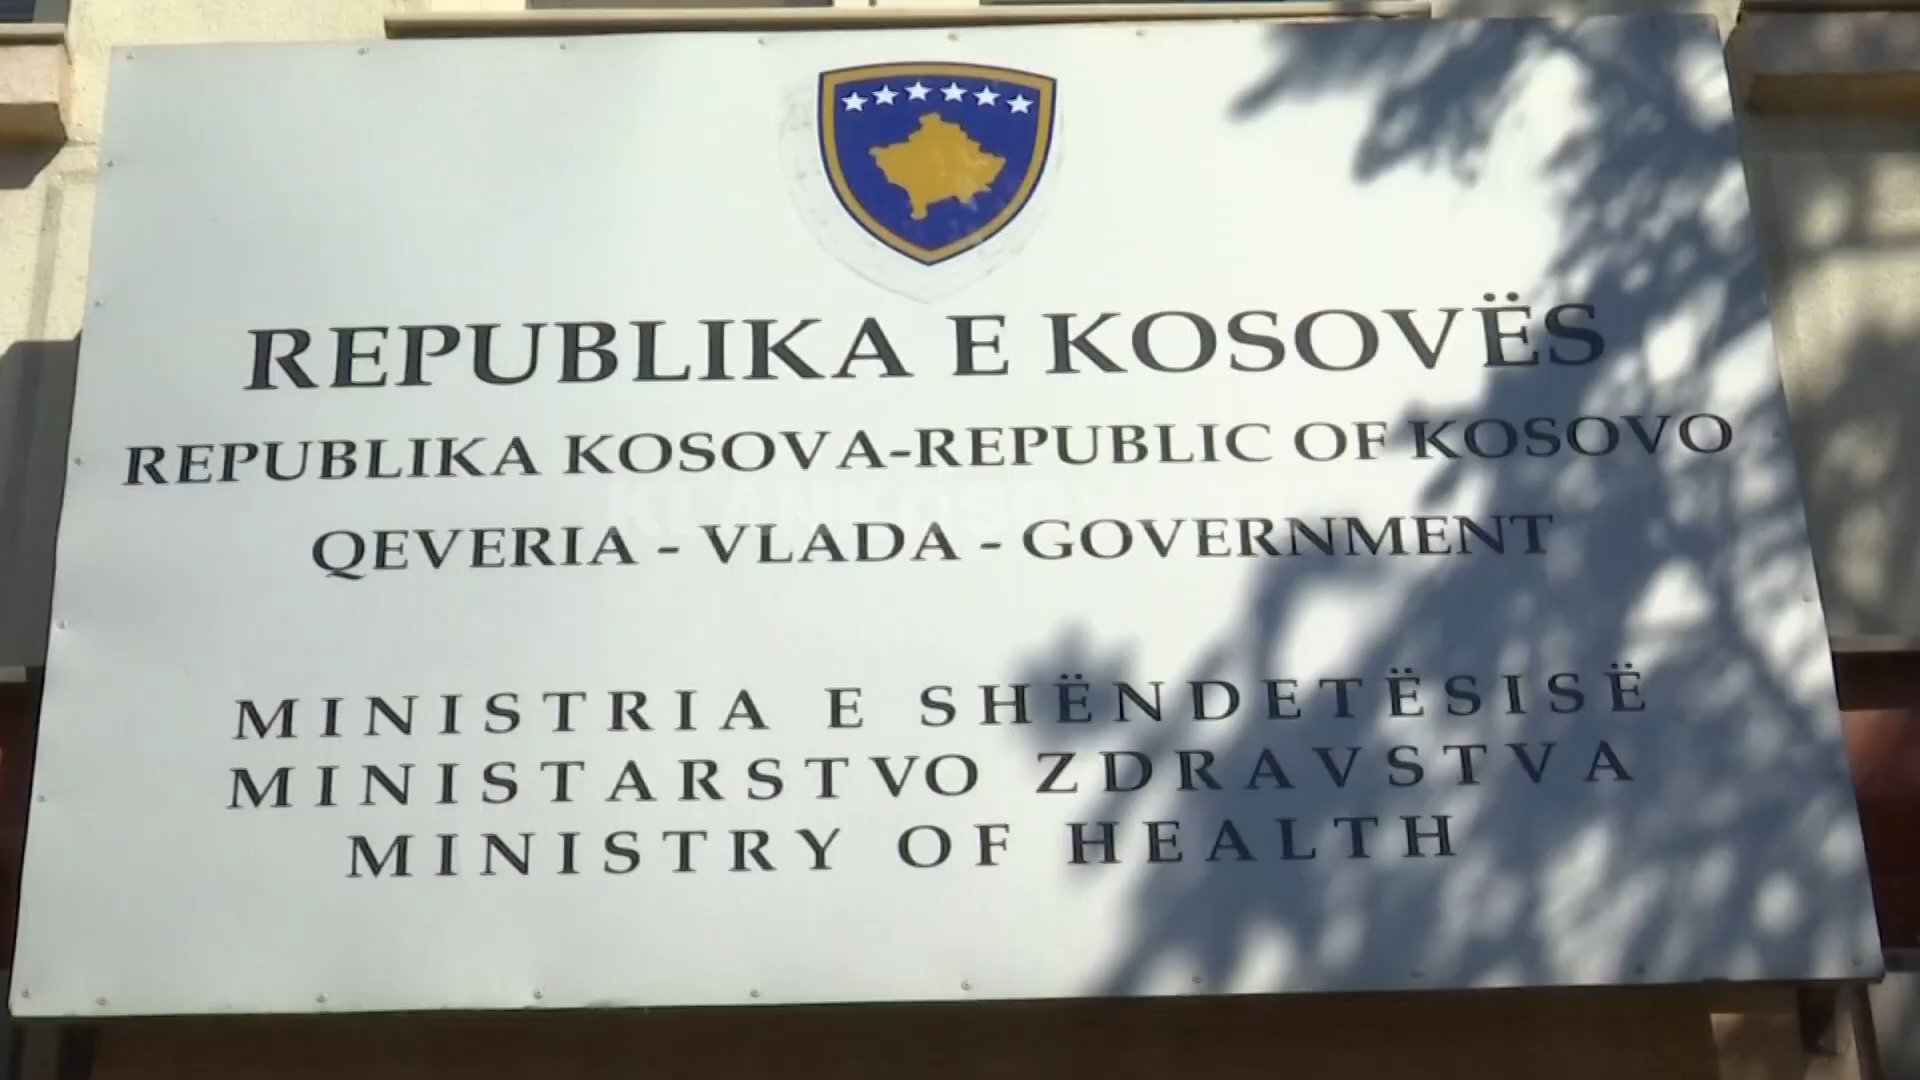 REPUBLIKA E KOSOVËS
REPUBLIKA KOSOVA-REPUBLIC OF KOSOVO
QEVERIA - VLADA - GOVERNMENT
MINISTRIA E SHËNDETËSISË
MINISTARSTVO ZDRAVSTVA
MINISTRY OF HEALTH